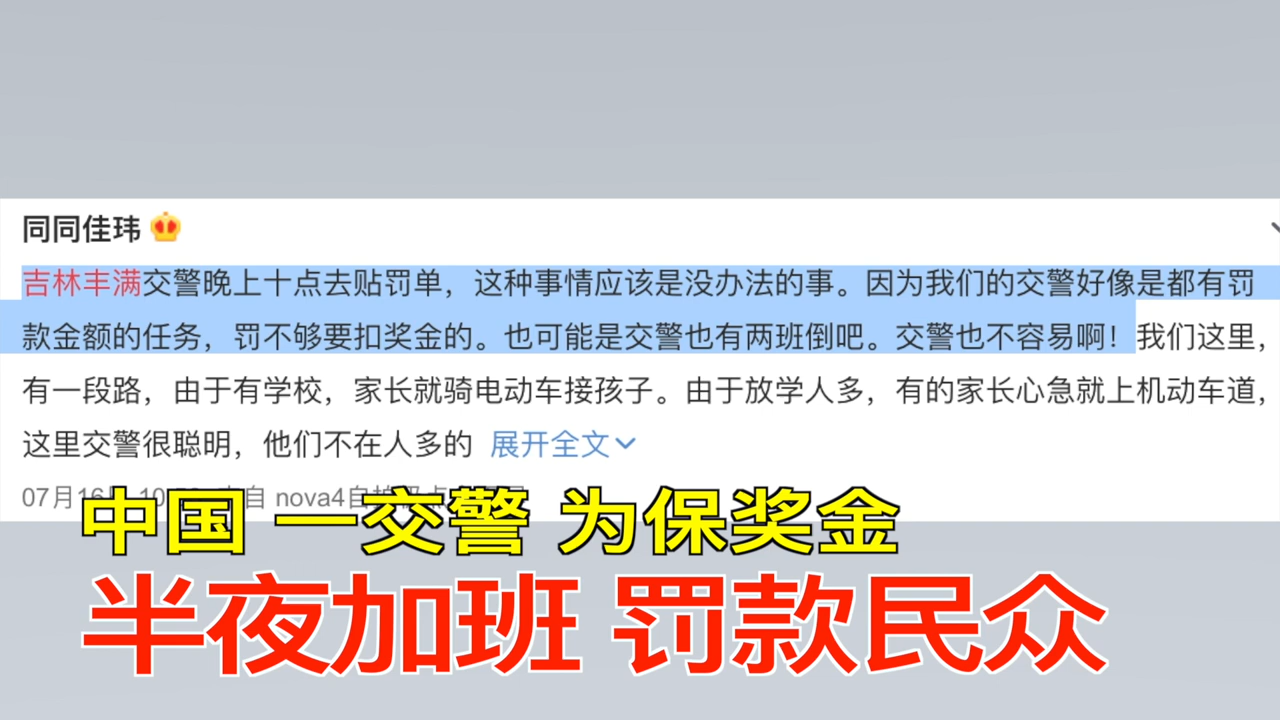 同同佳玮
吉林丰满交警晚上十点去贴罚单，这种事情应该是没办法的事。因为我们的交警好像是都有罚
款金额的任务，罚不够要扣奖金的。也可能是交警也有两班倒吧。交警也不容易啊！我们这里，
有一段路，由于有学校，家长就骑电动车接孩子。由于放学人多，有的家长心急就上机动车道，
这里交警很聪明，他们不在人多的 展开全文
07月16 自 nova4自拍
中国 一交警 为保奖金
半夜加班 罚款民众